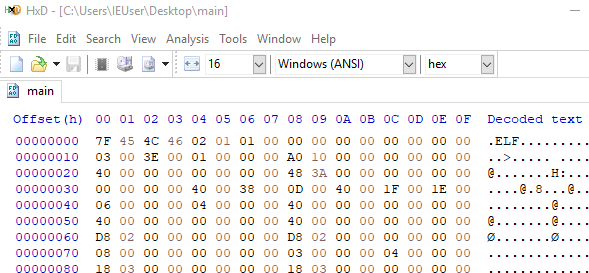 HxD - [C:\Users\IEUser\Desktop\main]
File Edit Search View Analysis Tools Window Help
16 Windows (ANSI) hex
main
Offset(h) 00 01 02 03 04 05 06 07 08 09 0A 0B 0C 0D 0E 0F Decoded text
00000000 7F 45 4C 46 02 01 01 00 00 00 00 00 00 00 00 00 .ELF............
00000010 03 00 3E 00 01 00 00 00 A0 10 00 00 00 00 00 00 ..>..... .......
00000020 40 00 00 00 00 00 00 00 48 3A 00 00 00 00 00 00 @.......H:......
00000030 00 00 00 00 40 00 38 00 0D 00 40 00 1F 00 1E 00 ....@.8...@.....
00000040 06 00 00 00 04 00 00 00 40 00 00 00 00 00 00 00 ........@.......
00000050 40 00 00 00 00 00 00 00 40 00 00 00 00 00 00 00 @.......@.......
00000060 D8 02 00 00 00 00 00 00 D8 02 00 00 00 00 00 00 Ø.......Ø.......
00000070 08 00 00 00 00 00 00 00 03 00 00 00 04 00 00 00 ................
00000080 18 03 00 00 00 00 00 00 18 03 00 00 00 00 00 00 ................